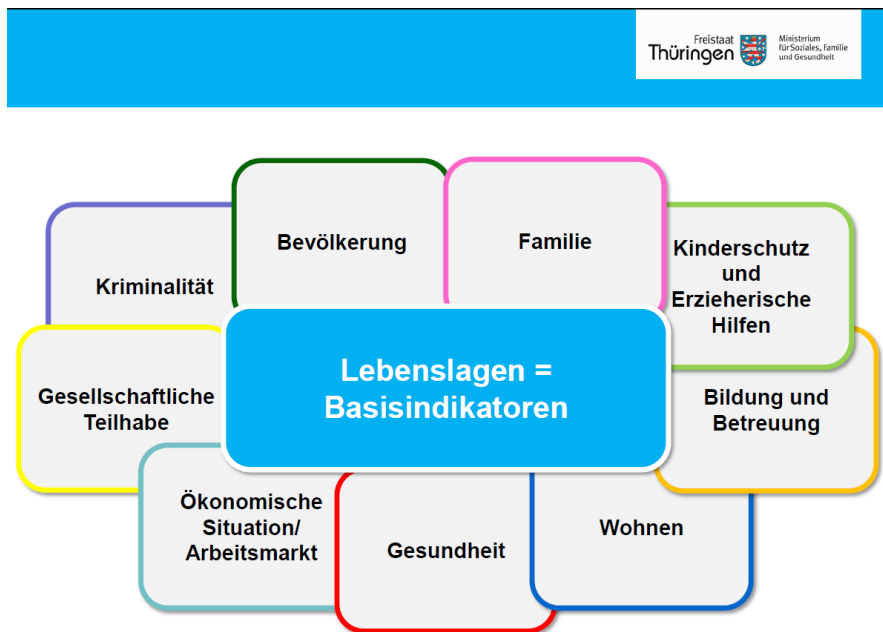 Freistaat
Thüringen
Ministerium
für Soziales, Familie
und Gesundheit
Bevölkerung
Familie
Kinderschutz
und
Erzieherische
Hilfen
Kriminalität
Lebenslagen =
Basisindikatoren
Gesellschaftliche
Teilhabe
Bildung und
Betreuung
Ökonomische
Situation/
Arbeitsmarkt
Gesundheit
Wohnen